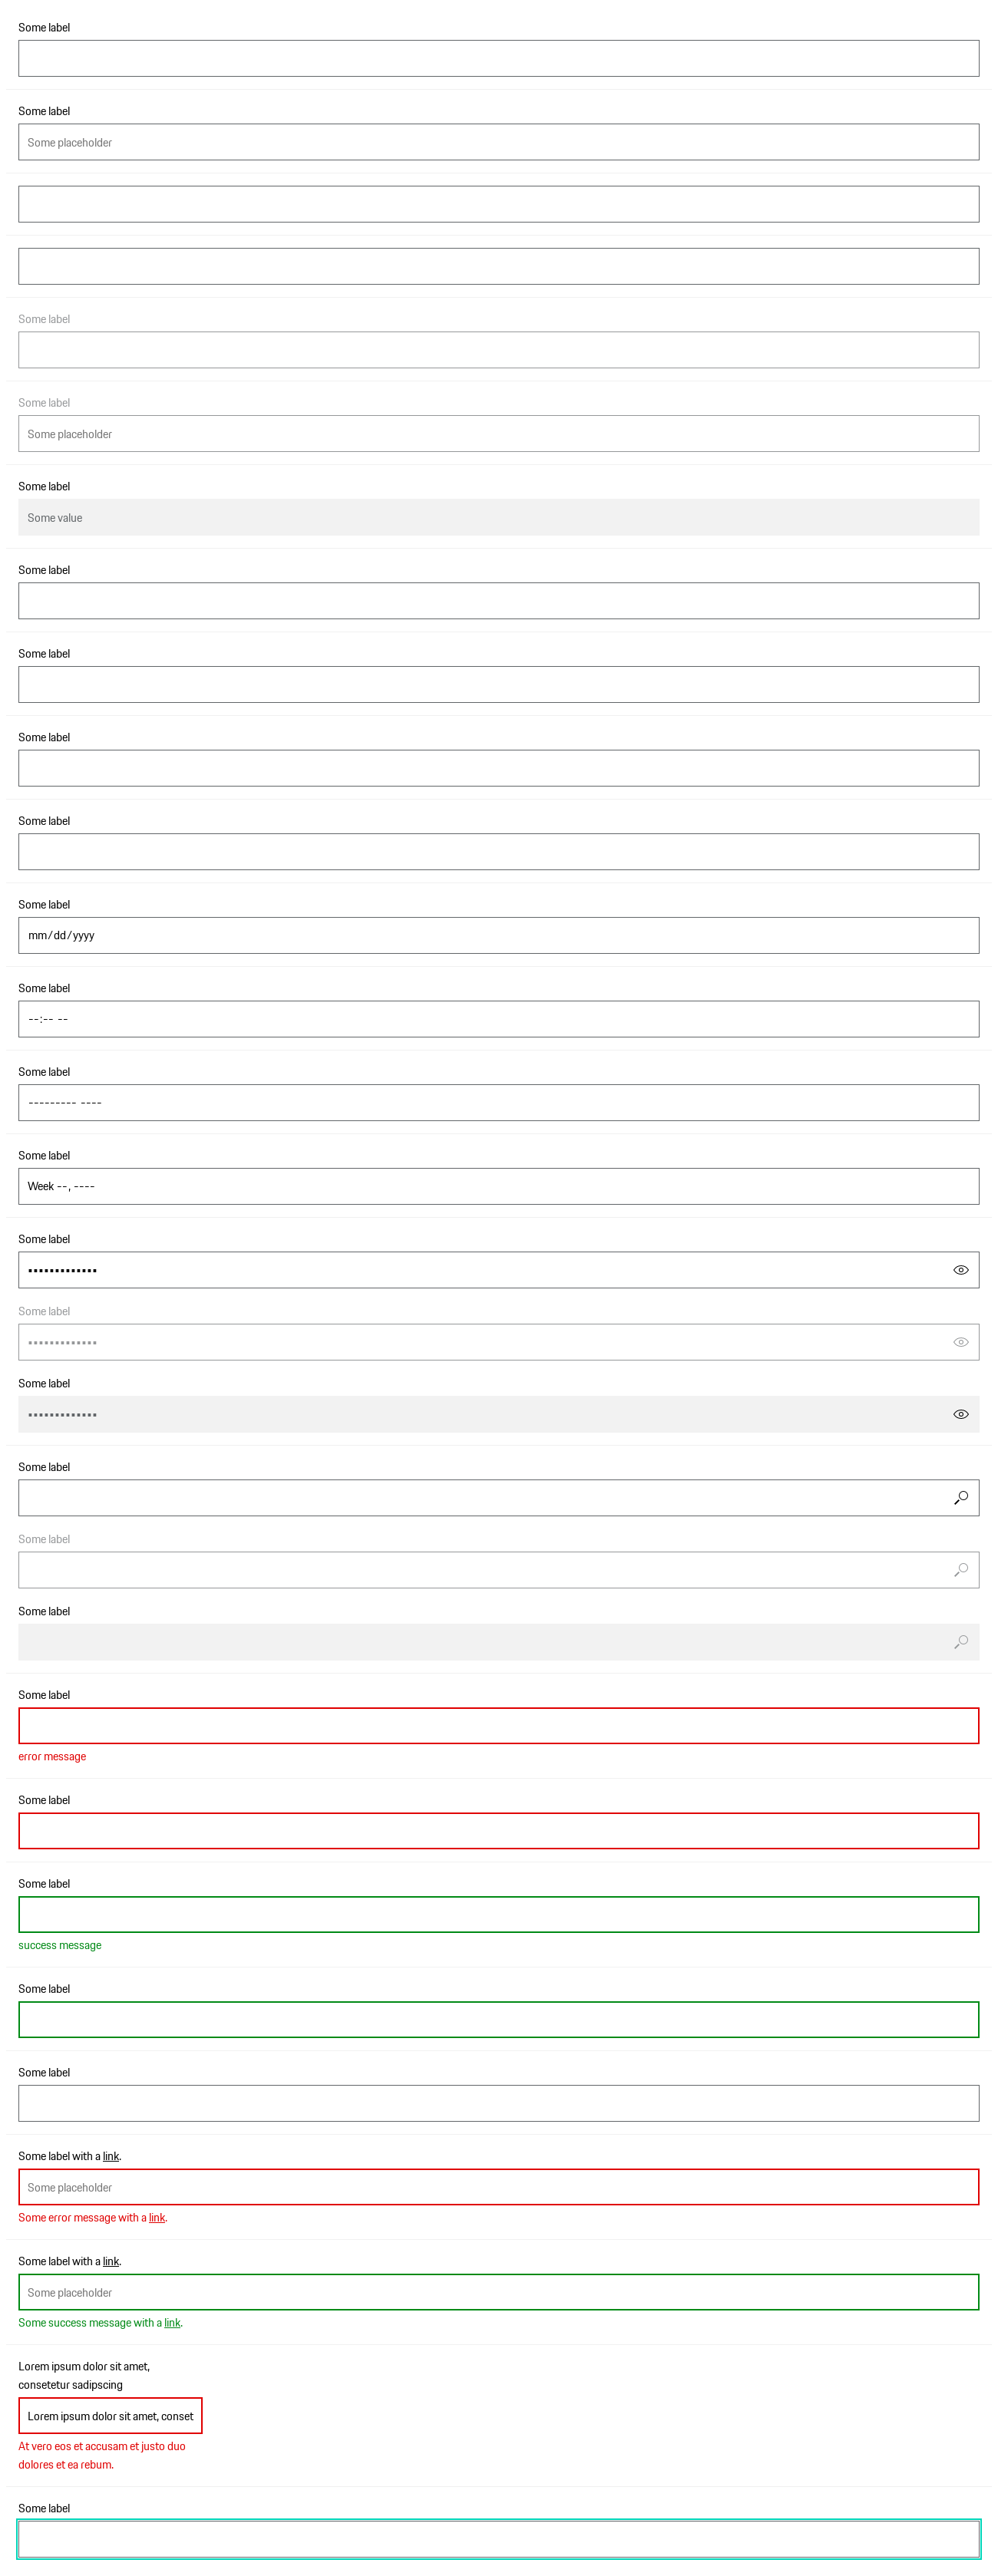 Some label
Some label
Some placeholder
Some label
Some label
Some placeholder
Some label
Some value
Some label
Some label
Some label
Some label
Some label
mm/dd/yyyy
Some label
--:-- --
Some label
--------- ----
Some label
Week --, ----
Some label
•••••••••••••
Some label
•••••••••••••
Some label
•••••••••••••
Some label
Some label
Some label
Some label
error message
Some label
Some label
success message
Some label
Some label
Some label with a link.
Some placeholder
Some error message with a link.
Some label with a link.
Some placeholder
Some success message with a link.
Lorem ipsum dolor sit amet,
consetetur sadipscing
Lorem ipsum dolor sit amet, conset
At vero eos et accusam et justo duo
dolores et ea rebum.
Some label